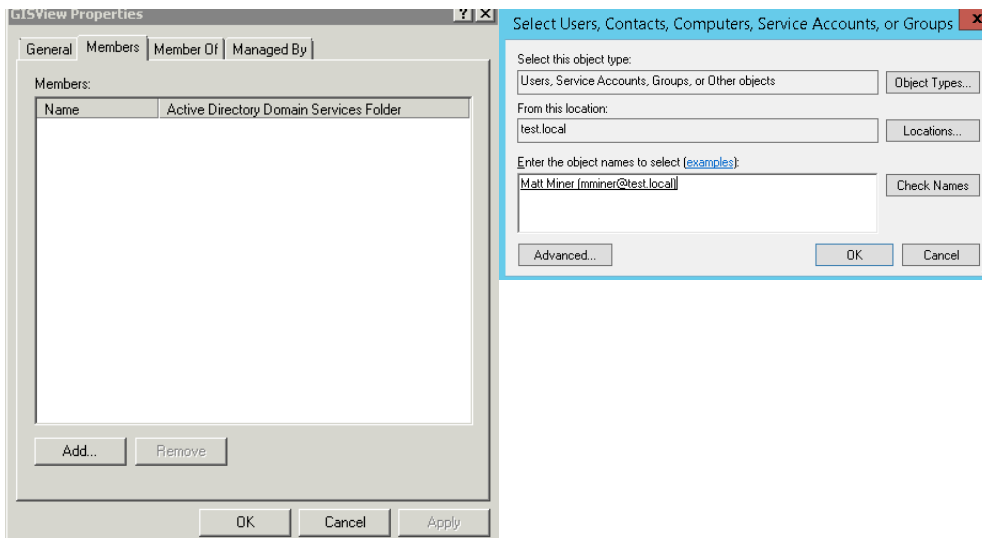 GISView Properties
? X
General Members Member Of Managed By
Members:
Name Active Directory Domain Services Folder
Add... Remove
OK Cancel Apply
Select Users, Contacts, Computers, Service Accounts, or Groups x
Select this object type:
Users, Service Accounts, Groups, or Other objects Object Types...
From this location:
test.local Locations...
Enter the object names to select (examples):
Matt Miner (mminer@test.local) Check Names
Advanced... OK Cancel